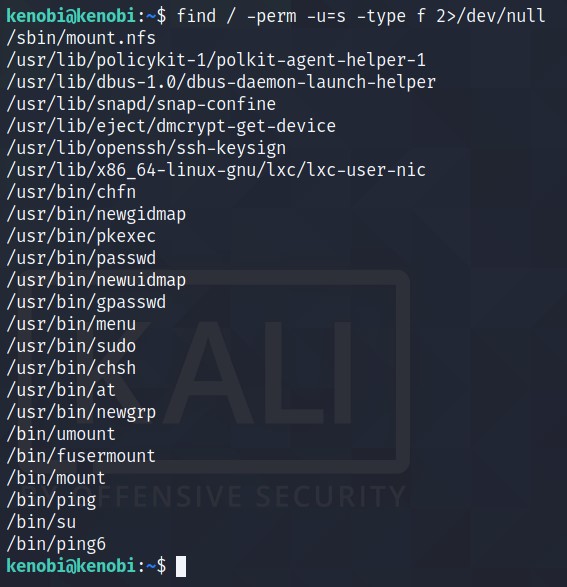 kenobi@kenobi:~$ find / -perm -u=s -type f 2>/dev/null
/sbin/mount.nfs
/usr/lib/policykit-1/polkit-agent-helper-1
/usr/lib/dbus-1.0/dbus-daemon-launch-helper
/usr/lib/snapd/snap-confine
/usr/lib/eject/dmcrypt-get-device
/usr/lib/openssh/ssh-keysign
/usr/lib/x86_64-linux-gnu/lxc/lxc-user-nic
/usr/bin/chfn
/usr/bin/newgidmap
/usr/bin/pkexec
/usr/bin/passwd
/usr/bin/newuidmap
/usr/bin/gpasswd
/usr/bin/menu
/usr/bin/sudo
/usr/bin/chsh
/usr/bin/at
/usr/bin/newgrp
/bin/umount
/bin/fusermount
/bin/mount
/bin/ping
/bin/su
/bin/ping6
kenobi@kenobi:~$
KALI
BY OFFENSIVE SECURITY